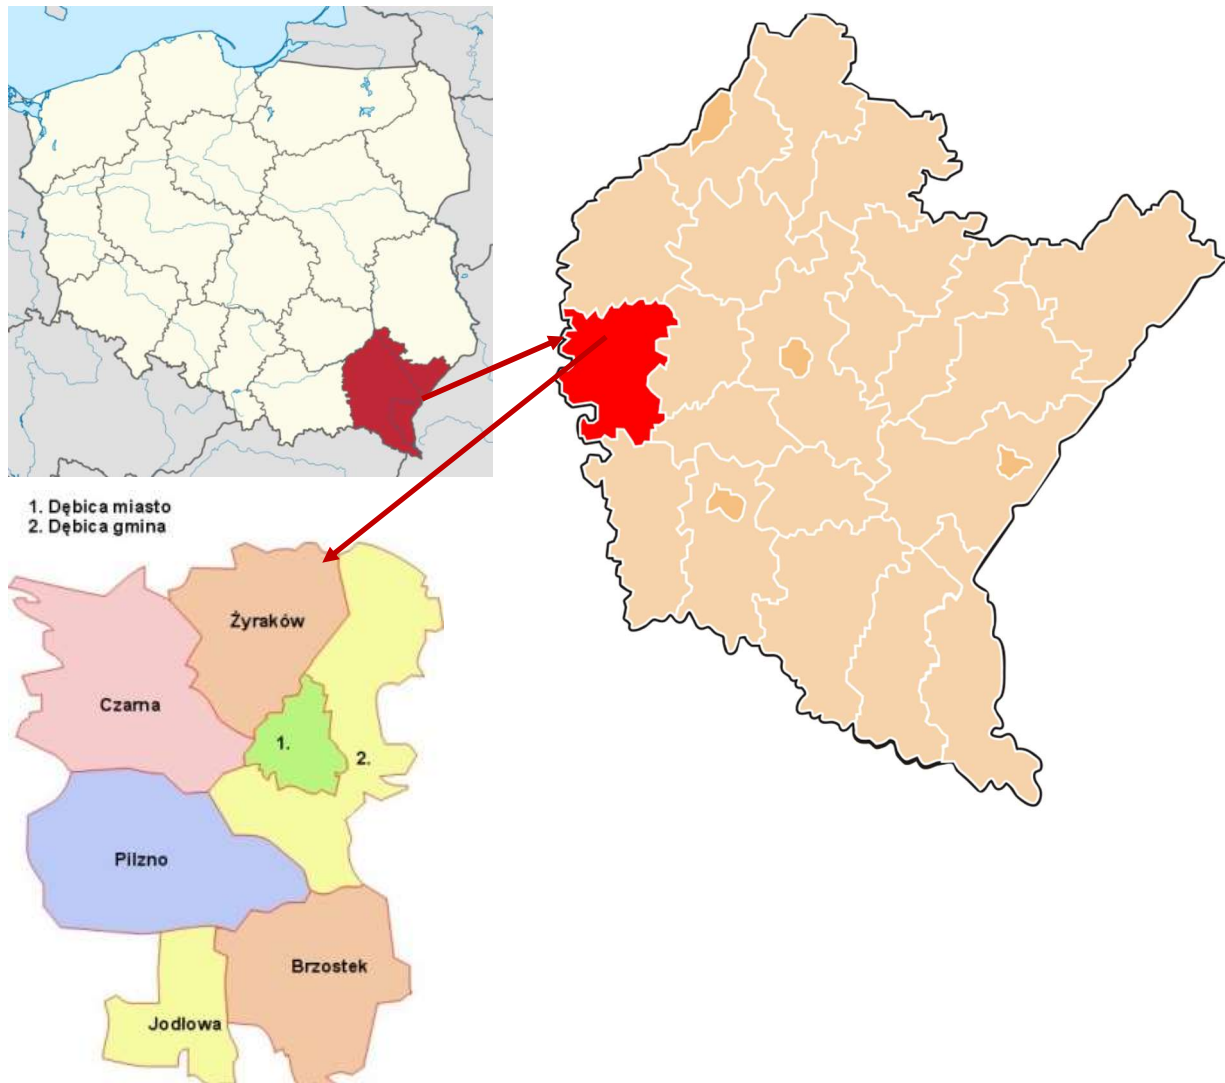 1. Dębica miasto
2. Dębica gmina
Żyraków
Czarna
1.
2.
Pilzno
Brzostek
Jodłowa